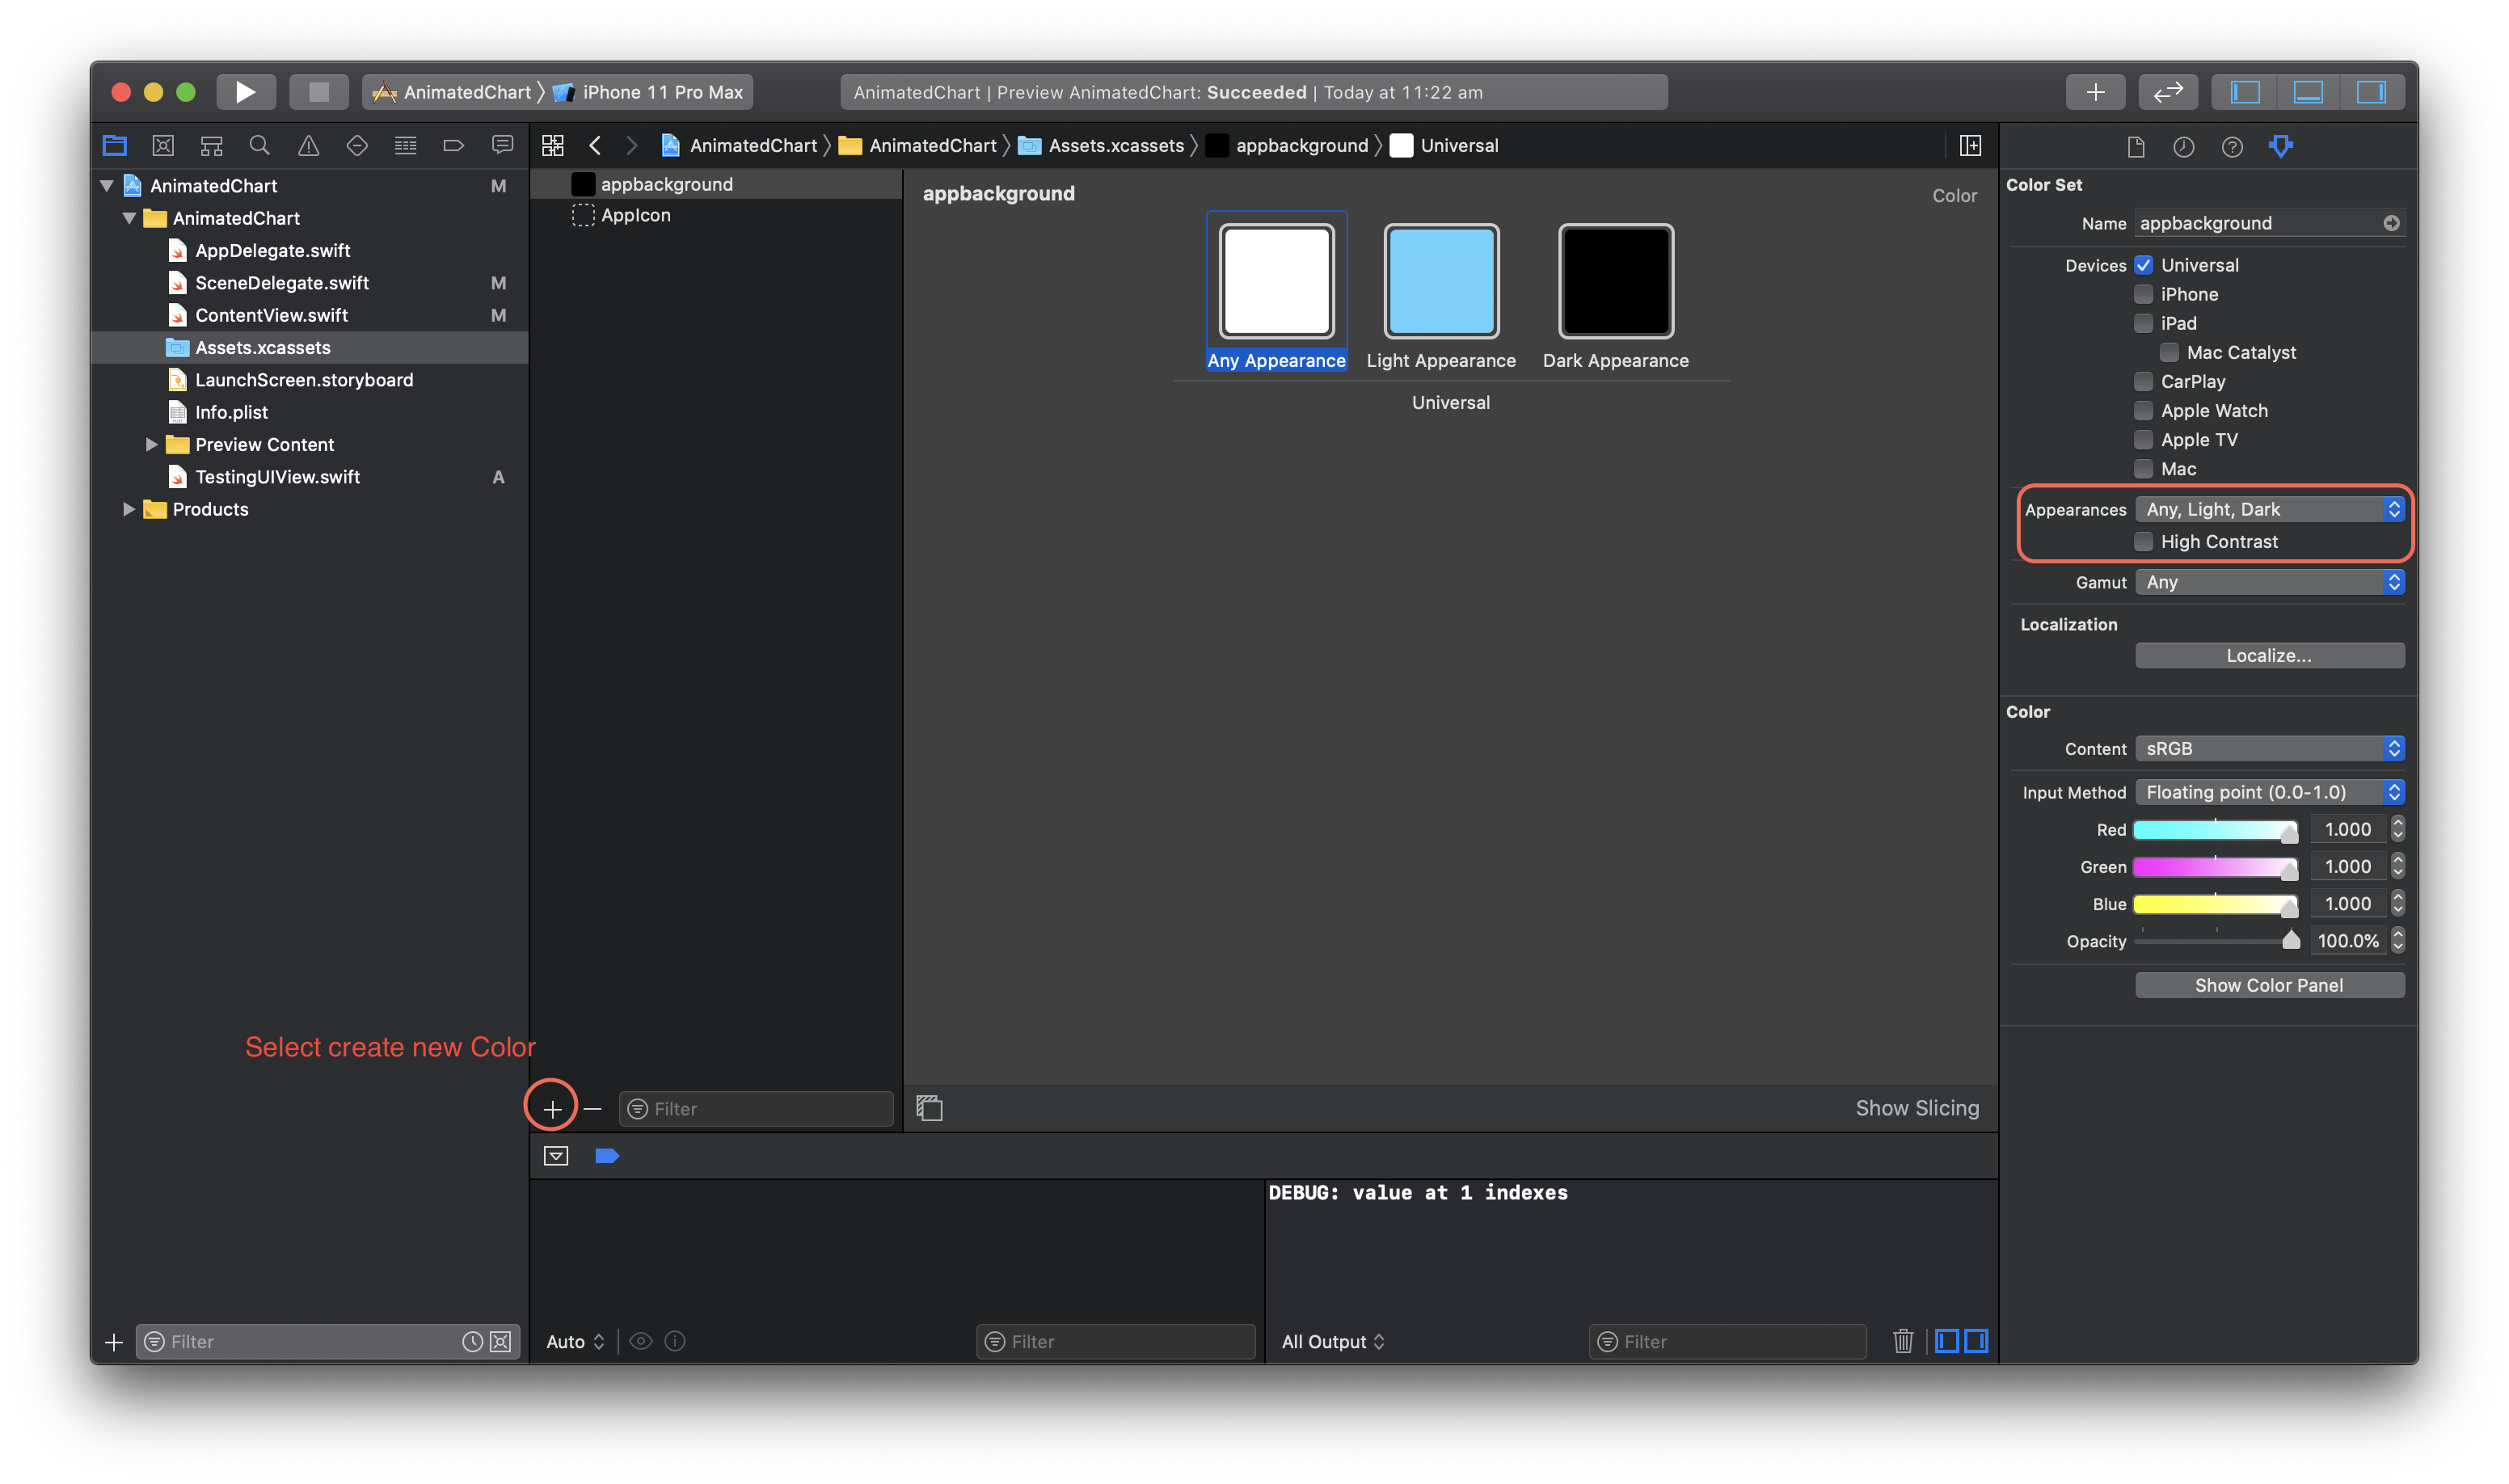 AnimatedChart iPhone 11 Pro Max
AnimatedChart | Preview AnimatedChart: Succeeded | Today at 11:22 am
AnimatedChart AnimatedChart Assets.xcassets appbackground Universal
AnimatedChart M
AnimatedChart
AppDelegate.swift
SceneDelegate.swift M
ContentView.swift M
Assets.xcassets
LaunchScreen.storyboard
Info.plist
Preview Content
TestingUIView.swift A
Products
Select create new Color
Filter
appbackground
AppIcon
Filter
appbackground
Color
Any Appearance
Light Appearance
Dark Appearance
Universal
Show Slicing
DEBUG: value at 1 indexes
Auto
Filter
All Output
Filter
Color Set
Name appbackground
Devices Universal
iPhone
iPad
Mac Catalyst
CarPlay
Apple Watch
Apple TV
Mac
Appearances Any, Light, Dark
High Contrast
Gamut Any
Localization
Localize...
Color
Content sRGB
Input Method Floating point (0.0-1.0)
Red 1.000
Green 1.000
Blue 1.000
Opacity 100.0%
Show Color Panel